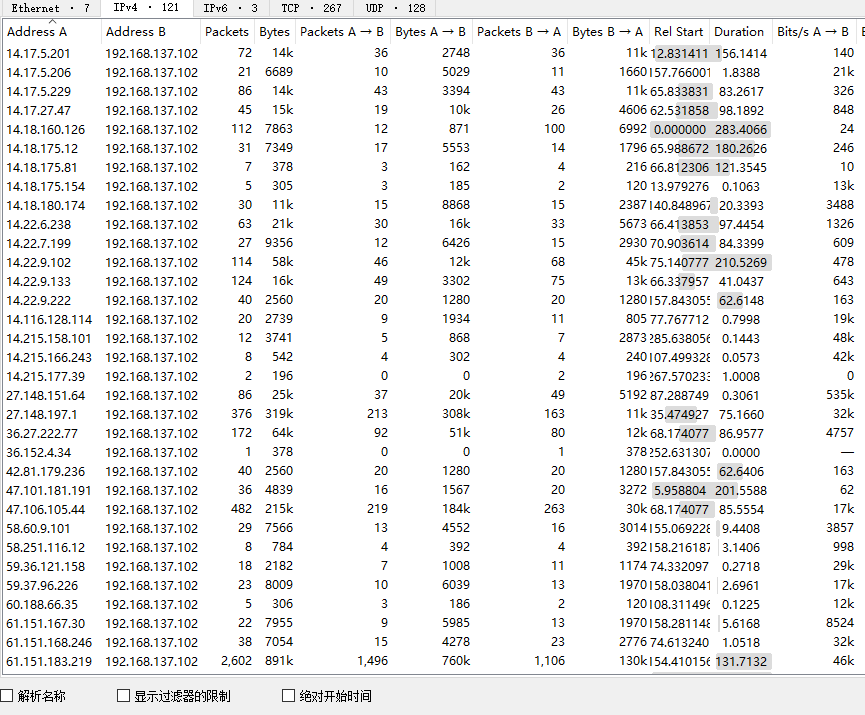 Ethernet · 7 IPv4 · 121 IPv6 · 3 TCP · 267 UDP · 128
Address A Address B Packets Bytes Packets A → B Bytes A → B Packets B → A Bytes B → A Rel Start Duration Bits/s A → B
14.17.5.201 192.168.137.102 72 14k 36 2748 36 11k 12.831411 156.1414 140
14.17.5.206 192.168.137.102 21 6689 10 5029 11 1660 157.766001 1.8388 21k
14.17.5.229 192.168.137.102 86 14k 43 3394 43 11k 65.833831 83.2617 326
14.17.27.47 192.168.137.102 45 15k 19 10k 26 4606 62.531858 98.1892 848
14.18.160.126 192.168.137.102 112 7863 12 871 100 6992 0.000000 283.4066 24
14.18.175.12 192.168.137.102 31 7349 17 5553 14 1796 65.988672 180.2626 246
14.18.175.81 192.168.137.102 7 378 3 162 4 216 66.812306 121.3545 10
14.18.175.154 192.168.137.102 5 305 3 185 2 120 13.979276 0.1063 13k
14.18.180.174 192.168.137.102 30 11k 15 8868 15 2387 140.848967 20.3393 3488
14.22.6.238 192.168.137.102 63 21k 30 16k 33 5673 66.413853 97.4454 1326
14.22.7.199 192.168.137.102 27 9356 12 6426 15 2930 70.903614 84.3399 609
14.22.9.102 192.168.137.102 114 58k 46 12k 68 45k 75.140777 210.5269 478
14.22.9.133 192.168.137.102 124 16k 49 3302 75 13k 66.337957 41.0437 643
14.22.9.222 192.168.137.102 40 2560 20 1280 20 1280 157.843055 62.6148 163
14.116.128.114 192.168.137.102 20 2739 9 1934 11 805 77.767712 0.7998 19k
14.215.158.101 192.168.137.102 12 3741 5 868 7 2873 285.638056 0.1443 48k
14.215.166.243 192.168.137.102 8 542 4 302 4 240 107.499328 0.0573 42k
14.215.177.39 192.168.137.102 2 196 0 0 2 196 267.570233 1.0008 0
27.148.151.64 192.168.137.102 86 25k 37 20k 49 5192 87.288749 0.3061 535k
27.148.197.1 192.168.137.102 376 319k 213 308k 163 11k 35.474927 75.1660 32k
36.27.222.77 192.168.137.102 172 64k 92 51k 80 12k 68.174077 86.9577 4757
36.152.4.34 192.168.137.102 1 378 0 0 1 378 252.631307 0.0000 —
42.81.179.236 192.168.137.102 40 2560 20 1280 20 1280 157.843055 62.6406 163
47.101.181.191 192.168.137.102 36 4839 16 1567 20 3272 5.958804 201.5588 62
47.106.105.44 192.168.137.102 482 215k 219 184k 263 30k 68.174077 85.5554 17k
58.60.9.101 192.168.137.102 29 7566 13 4552 16 3014 155.069228 9.4408 3857
58.251.116.12 192.168.137.102 8 784 4 392 4 392 158.216187 3.1406 998
59.36.121.158 192.168.137.102 18 2182 7 1008 11 1174 74.332097 0.2718 29k
59.37.96.226 192.168.137.102 23 8009 10 6039 13 1970 158.038041 2.6961 17k
60.188.66.35 192.168.137.102 5 306 3 186 2 120 108.311496 0.1225 12k
61.151.167.30 192.168.137.102 22 7955 9 5985 13 1970 158.281148 5.6168 8524
61.151.168.246 192.168.137.102 38 7054 15 4278 23 2776 74.613240 1.0518 32k
61.151.183.219 192.168.137.102 2,602 891k 1,496 760k 1,106 130k 154.410156 131.7132 46k
解析名称 显示过滤器的限制 绝对开始时间